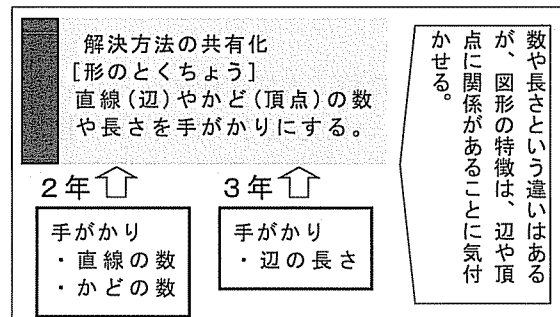 解決方法の共有化
[形のとくちょう]
直線(辺)やかど(頂点)の数
や長さを手がかりにする。
2年
3年
手がかり
・直線の数
・かどの数
手がかり
・辺の長さ
数や長さという違いはある
が、図形の特徴は、辺や頂
点に関係があることに気付
かせる。